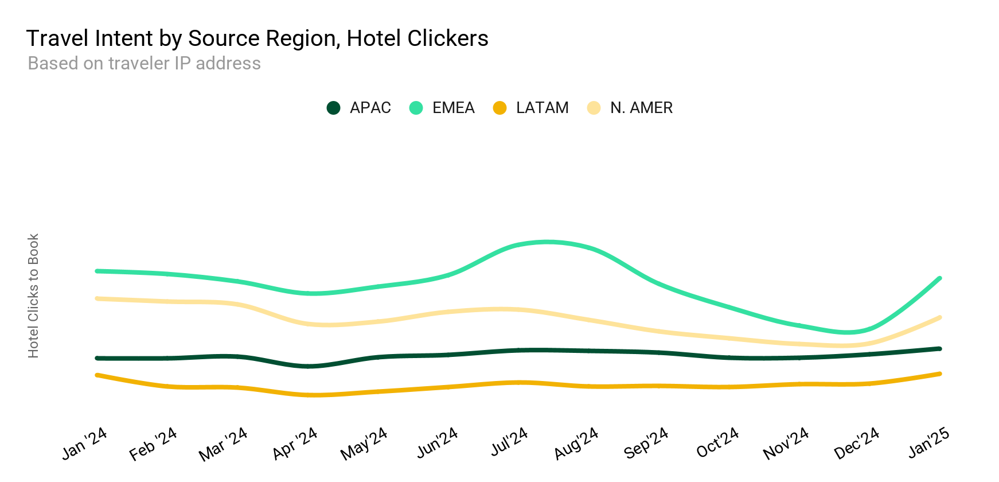 Travel Intent by Source Region, Hotel Clickers
Based on traveler IP address
APAC EMEA LATAM N. AMER
Hotel Clicks to Book
Jan '24 Feb '24 Mar '24 Apr '24 May'24 Jun'24 Jul'24 Aug'24 Sep'24 Oct'24 Nov'24 Dec'24 Jan'25